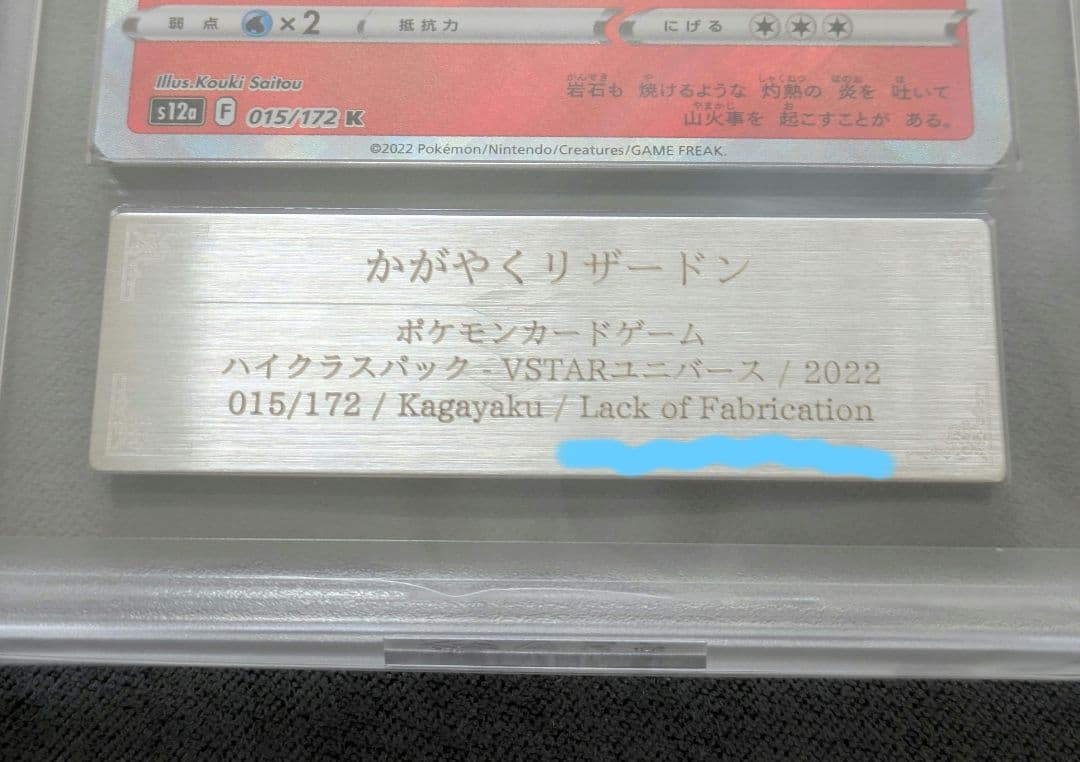 弱点 ×2 抵抗力 にげる
Illus.Kouki Saitou
s12a F 015/172 K
岩石も 焼けるような 灼熱の 炎を 吐いて
山火事を 起こすことが ある。
©2022 Pokémon/Nintendo/Creatures/GAME FREAK.
かがやくリザードン
ポケモンカードゲーム
ハイクラスパック - VSTARユニバース / 2022
015/172 / Kagayaku / Lack of Fabrication